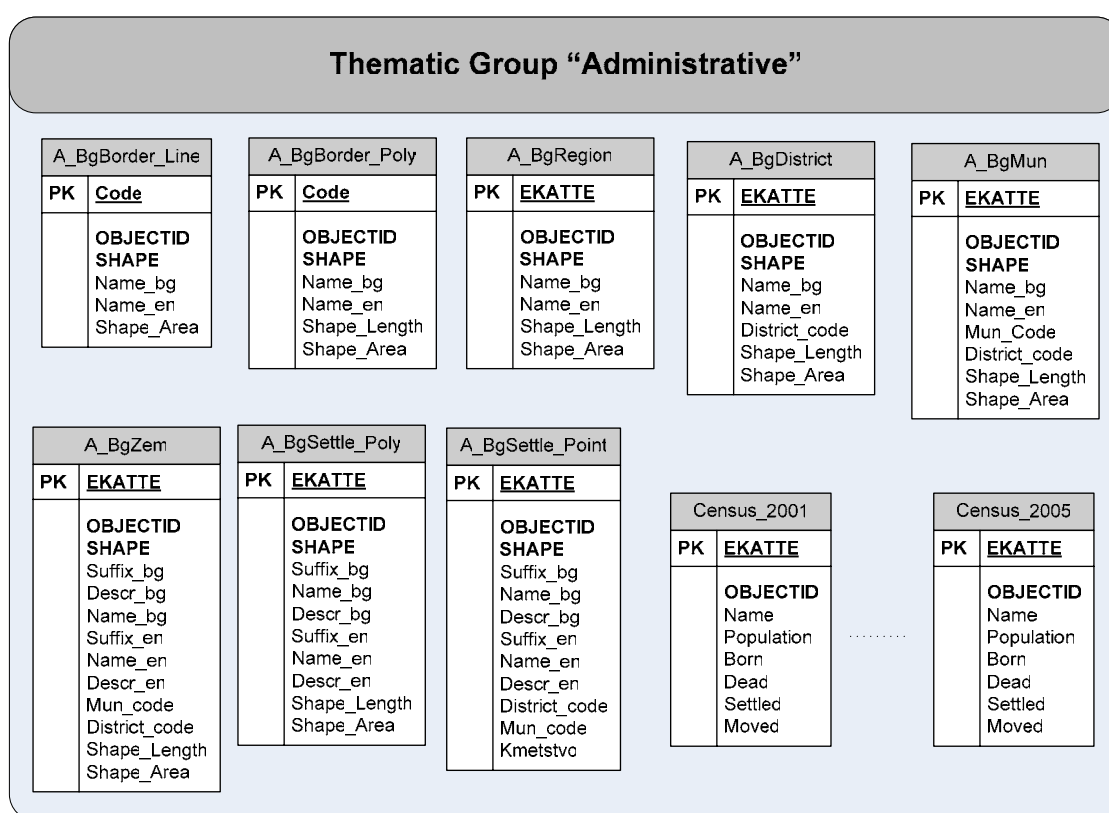 Thematic Group “Administrative”
A_BgBorder_Line
PK Code
OBJECTID
SHAPE
Name_bg
Name_en
Shape_Area
A_BgBorder_Poly
PK Code
OBJECTID
SHAPE
Name_bg
Name_en
Shape_Length
Shape_Area
A_BgRegion
PK EKATTE
OBJECTID
SHAPE
Name_bg
Name_en
Shape_Length
Shape_Area
A_BgDistrict
PK EKATTE
OBJECTID
SHAPE
Name_bg
Name_en
District_code
Shape_Length
Shape_Area
A_BgMun
PK EKATTE
OBJECTID
SHAPE
Name_bg
Name_en
Mun_Code
District_code
Shape_Length
Shape_Area
A_BgZem
PK EKATTE
OBJECTID
SHAPE
Suffix_bg
Descr_bg
Name_bg
Suffix_en
Name_en
Descr_en
Mun_code
District_code
Shape_Length
Shape_Area
A_BgSettle_Poly
PK EKATTE
OBJECTID
SHAPE
Suffix_bg
Name_bg
Descr_bg
Suffix_en
Name_en
Descr_en
Shape_Length
Shape_Area
A_BgSettle_Point
PK EKATTE
OBJECTID
SHAPE
Suffix_bg
Name_bg
Descr_bg
Suffix_en
Name_en
Descr_en
District_code
Mun_code
Kmetstvo
Census_2001
PK EKATTE
OBJECTID
Name
Population
Born
Dead
Settled
Moved
.........
Census_2005
PK EKATTE
OBJECTID
Name
Population
Born
Dead
Settled
Moved